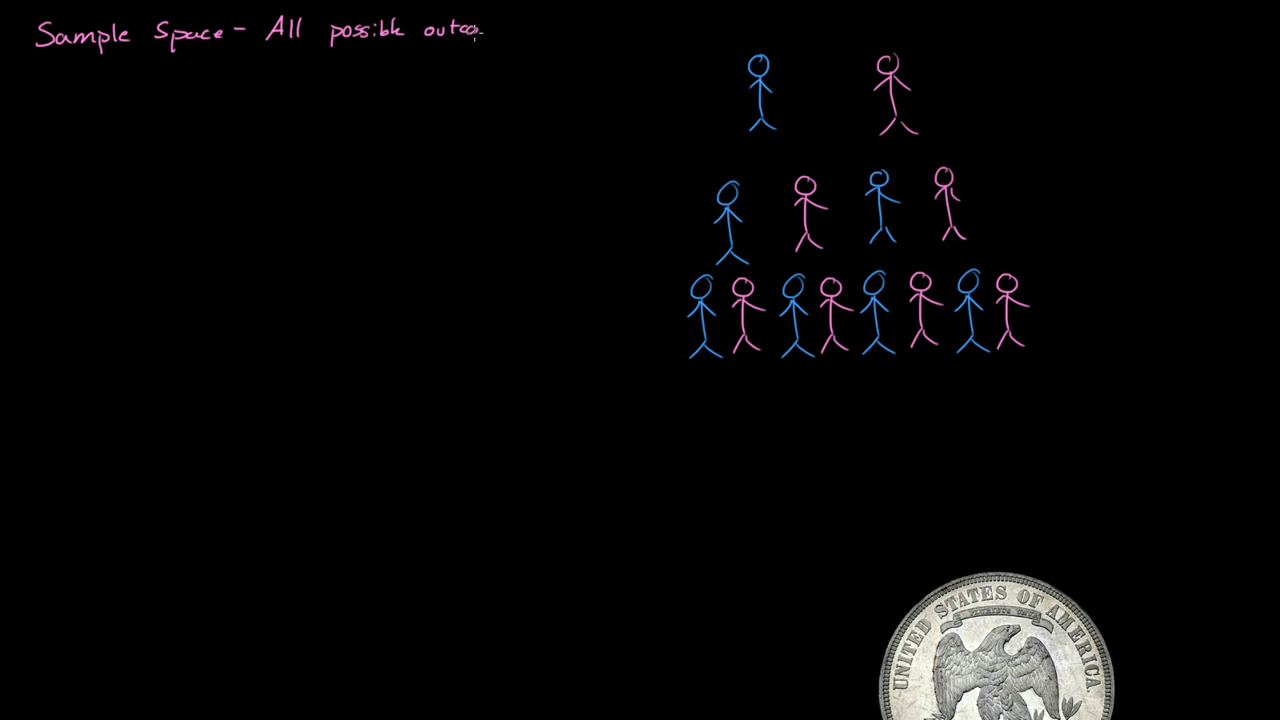 Sample Space - All possible outco
UNITED STATES OF AMERICA